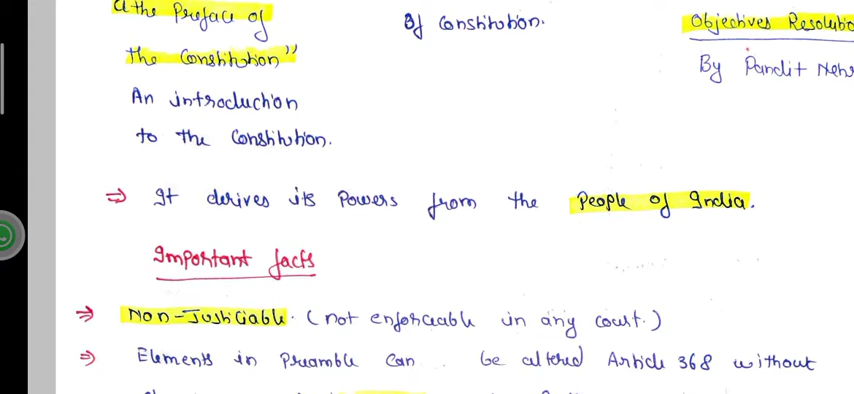 "the Preface of
the Constitution"
An introduction
to the Constitution.
Of Constitution.
Objectives Resolutio
By Pandit Nehr
⇒ It derives its Powers from the People of India.
Important facts
⇒ Non-Justiciable. (not enforceable in any court.)
⇒ Elements in Preamble can be altered Article 368 without